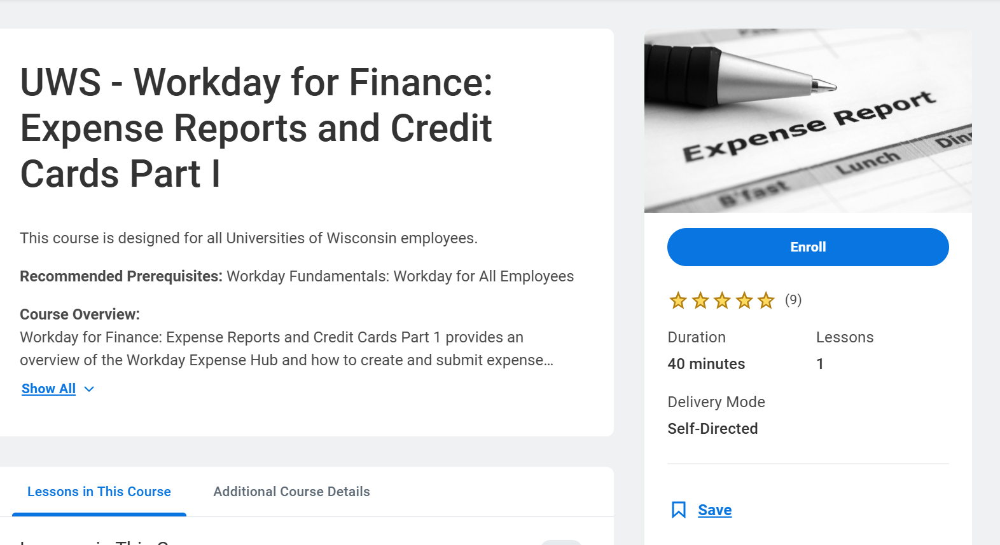 UWS - Workday for Finance:
Expense Reports and Credit
Cards Part I
This course is designed for all Universities of Wisconsin employees.
Recommended Prerequisites: Workday Fundamentals: Workday for All Employees
Course Overview:
Workday for Finance: Expense Reports and Credit Cards Part 1 provides an
overview of the Workday Expense Hub and how to create and submit expense...
Show All
Lessons in This Course
Additional Course Details
Expense Report
B'fast Lunch
Enroll
(9)
Duration
Lessons
40 minutes
1
Delivery Mode
Self-Directed
Save